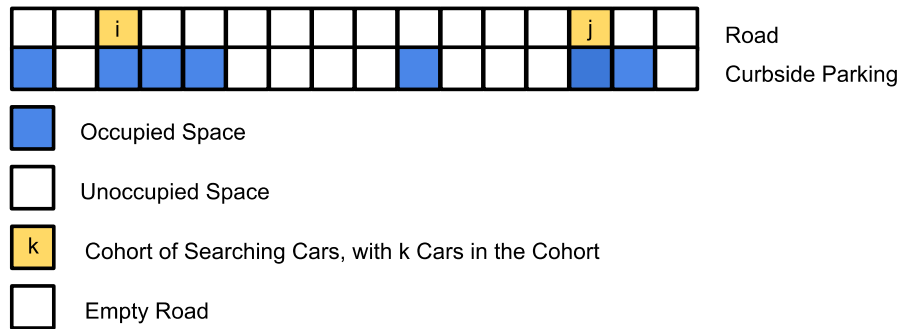 i
j
Road
Curbside Parking
Occupied Space
Unoccupied Space
k
Cohort of Searching Cars, with k Cars in the Cohort
Empty Road